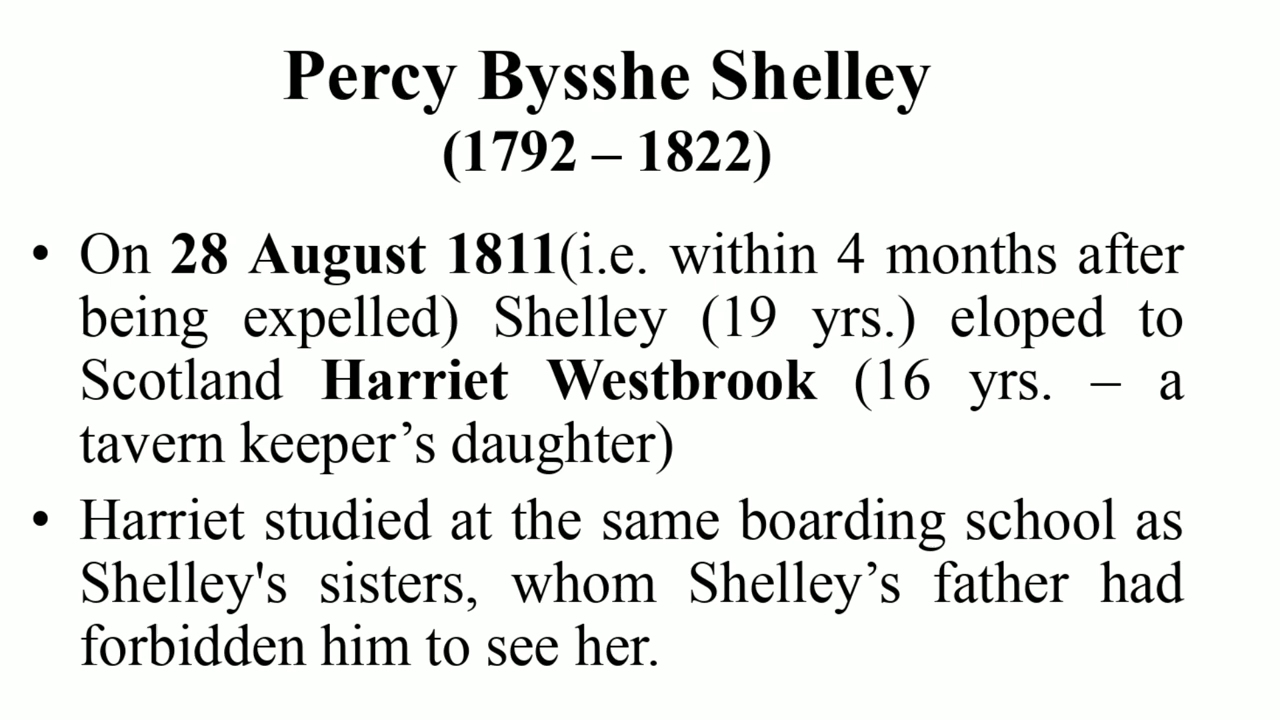 Percy Bysshe Shelley
(1792 – 1822)
• On 28 August 1811(i.e. within 4 months after
being expelled) Shelley (19 yrs.) eloped to
Scotland Harriet Westbrook (16 yrs. – a
tavern keeper’s daughter)
• Harriet studied at the same boarding school as
Shelley's sisters, whom Shelley’s father had
forbidden him to see her.